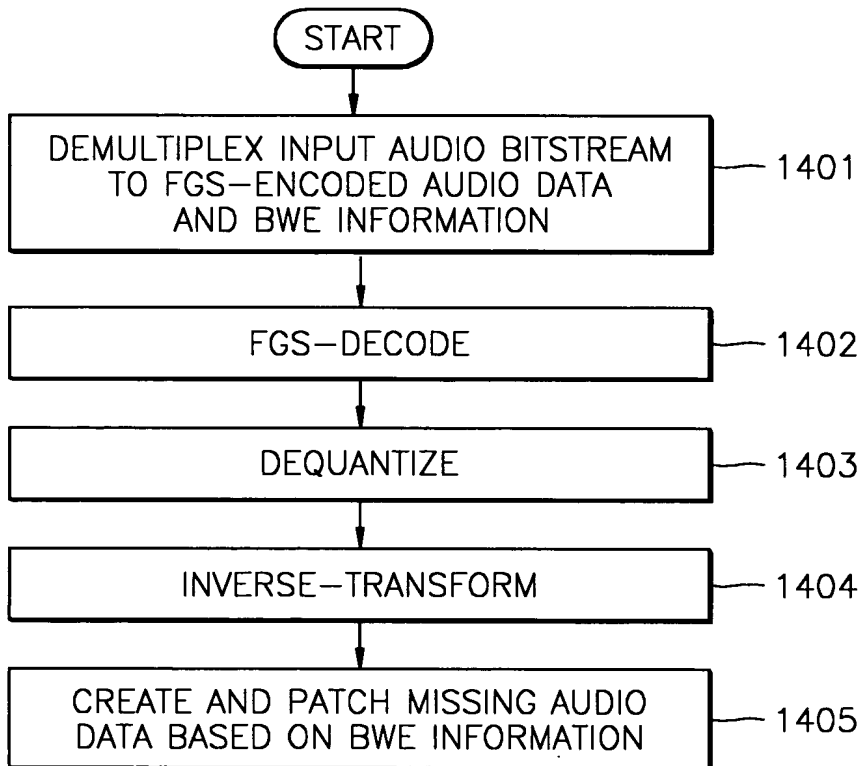 START
DEMULTIPLEX INPUT AUDIO BITSTREAM
TO FGS-ENCODED AUDIO DATA
AND BWE INFORMATION
1401
FGS-DECODE
1402
DEQUANTIZE
1403
INVERSE-TRANSFORM
1404
CREATE AND PATCH MISSING AUDIO
DATA BASED ON BWE INFORMATION
1405